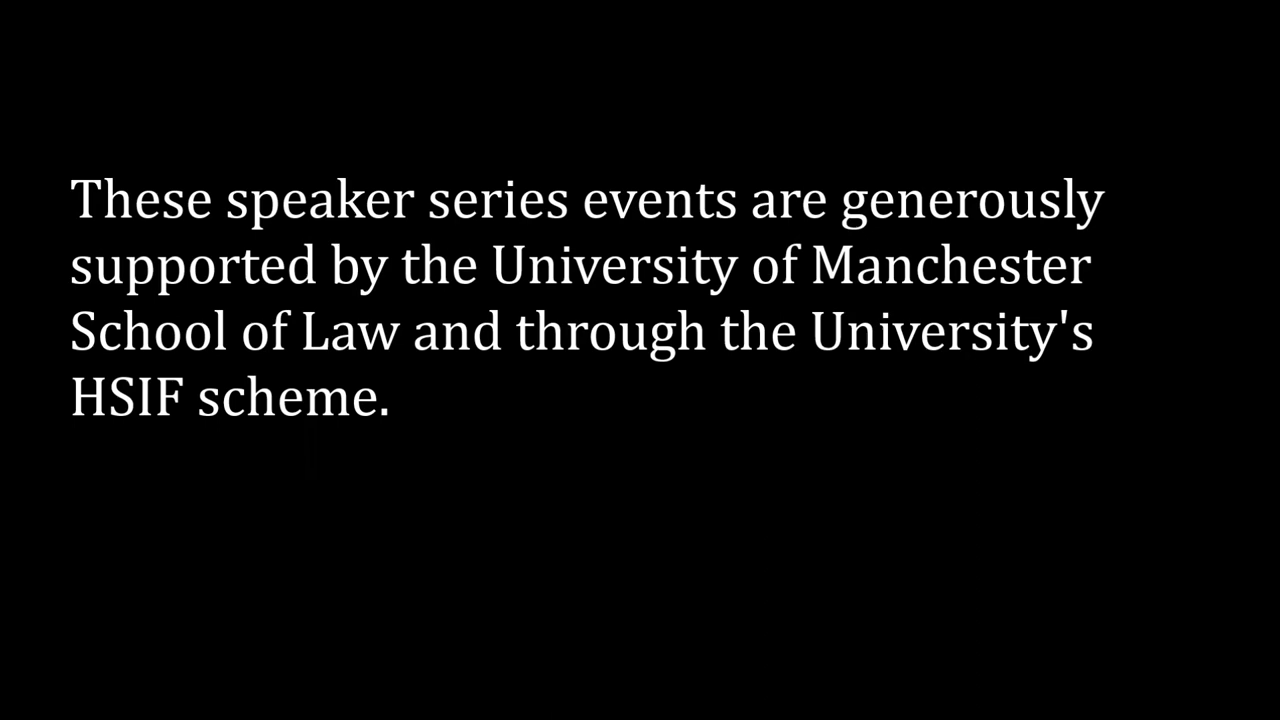 These speaker series events are generously
supported by the University of Manchester
School of Law and through the University's
HSIF scheme.